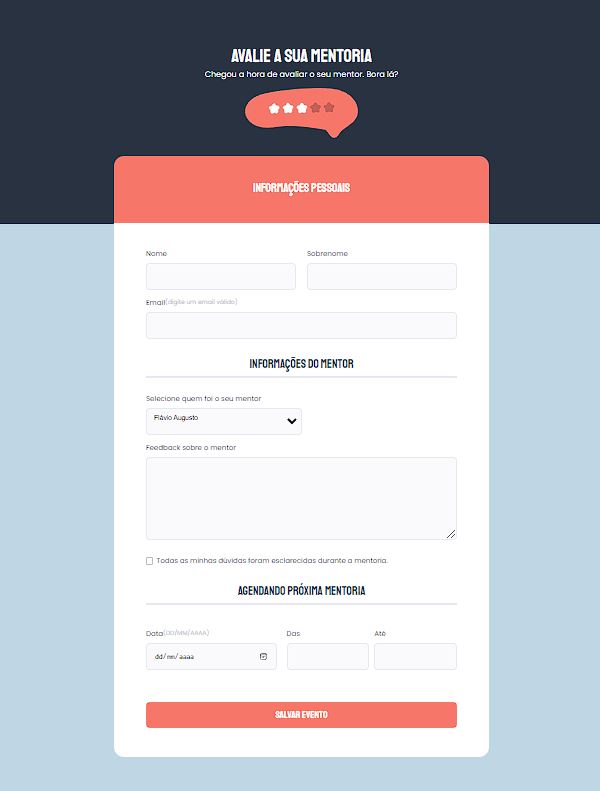 AVALIE A SUA MENTORIA
Chegou a hora de avaliar o seu mentor. Bora lá?
INFORMAÇÕES PESSOAIS
Nome Sobrenome
Email(digite um email válido)
INFORMAÇÕES DO MENTOR
Selecione quem foi o seu mentor
Flávio Augusto
Feedback sobre o mentor
Todas as minhas dúvidas foram esclarecidas durante a mentoria.
AGENDANDO PRÓXIMA MENTORIA
Data(DD/MM/AAAA) Das Até
dd/mm/aaaa
SALVAR EVENTO